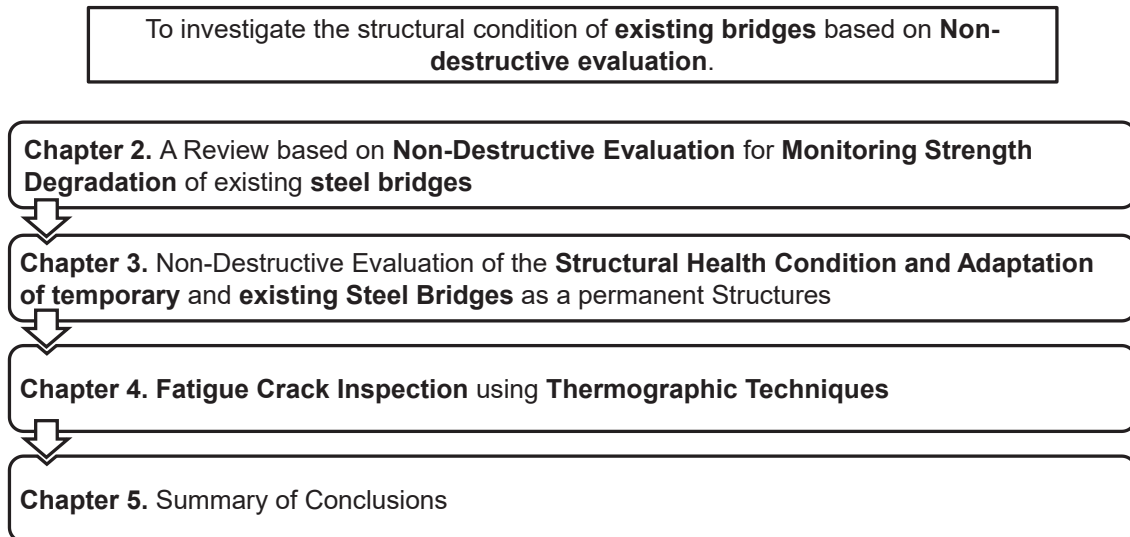 To investigate the structural condition of existing bridges based on Non-
destructive evaluation.
Chapter 2. A Review based on Non-Destructive Evaluation for Monitoring Strength
Degradation of existing steel bridges
Chapter 3. Non-Destructive Evaluation of the Structural Health Condition and Adaptation
of temporary and existing Steel Bridges as a permanent Structures
Chapter 4. Fatigue Crack Inspection using Thermographic Techniques
Chapter 5. Summary of Conclusions